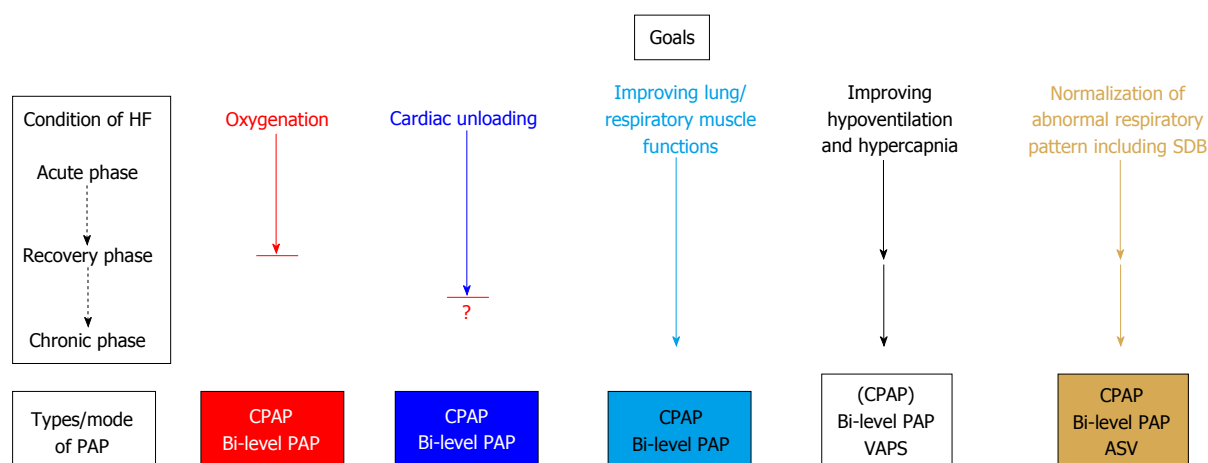 Goals
Condition of HF
Acute phase
Recovery phase
Chronic phase
Oxygenation
Cardiac unloading
?
Improving lung/
respiratory muscle
functions
Improving
hypoventilation
and hypercapnia
Normalization of
abnormal respiratory
pattern including SDB
Types/mode
of PAP
CPAP
Bi-level PAP
CPAP
Bi-level PAP
CPAP
Bi-level PAP
(CPAP)
Bi-level PAP
VAPS
CPAP
Bi-level PAP
ASV